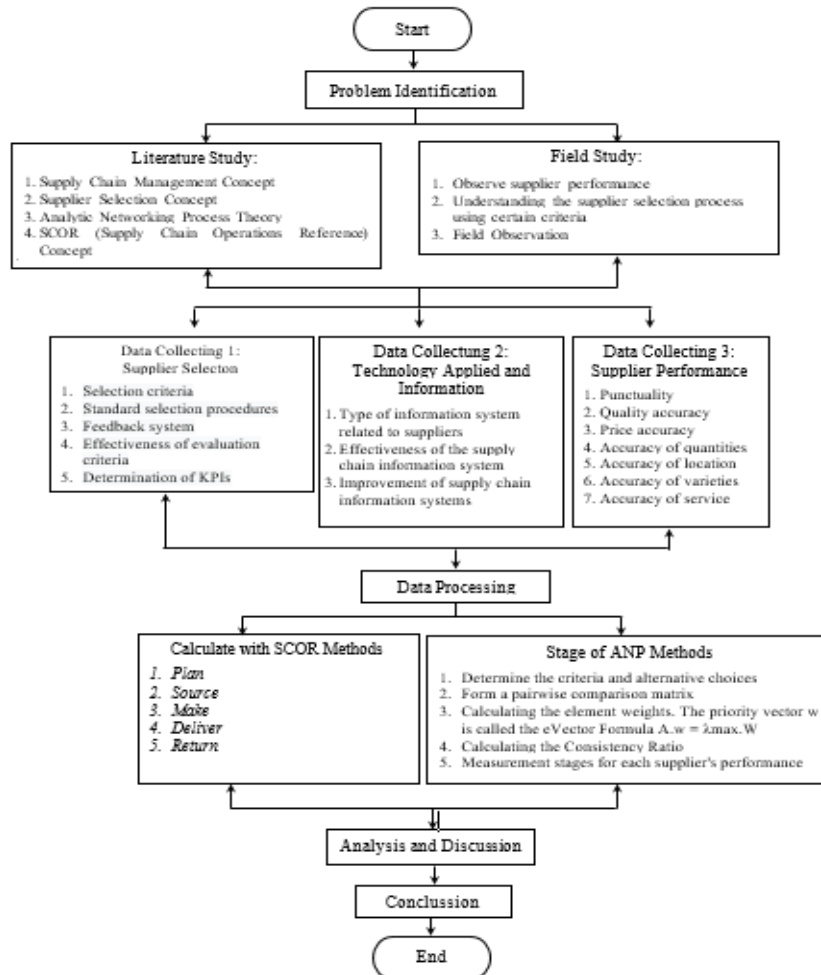 Start
Problem Identification
Literature Study:
1. Supply Chain Management Concept
2. Supplier Selection Concept
3. Analytic Networking Process Theory
4. SCOR (Supply Chain Operations Reference)
Concept
Field Study:
1. Observe supplier performance
2. Understanding the supplier selection process
using certain criteria
3. Field Observation
Data Collecting 1:
Supplier Selecton
1. Selection criteria
2. Standard selection procedures
3. Feedback system
4. Effectiveness of evaluation
criteria
5. Determination of KPIs
Data Collectung 2:
Technology Applied and
Information
1. Type of information system
related to suppliers
2. Effectiveness of the supply
chain information system
3. Improvement of supply chain
information systems
Data Collecting 3:
Supplier Performance
1. Punctuality
2. Quality accuracy
3. Price accuracy
4. Accuracy of quantities
5. Accuracy of location
6. Accuracy of varieties
7. Accuracy of service
Data Processing
Calculate with SCOR Methods
1. Plan
2. Source
3. Make
4. Deliver
5. Return
Stage of ANP Methods
1. Determine the criteria and alternative choices
2. Form a pairwise comparison matrix
3. Calculating the element weights. The priority vector w
is called the eVector Formula A.w = λmax.W
4. Calculating the Consistency Ratio
5. Measurement stages for each supplier's performance
Analysis and Discussion
Conclussion
End